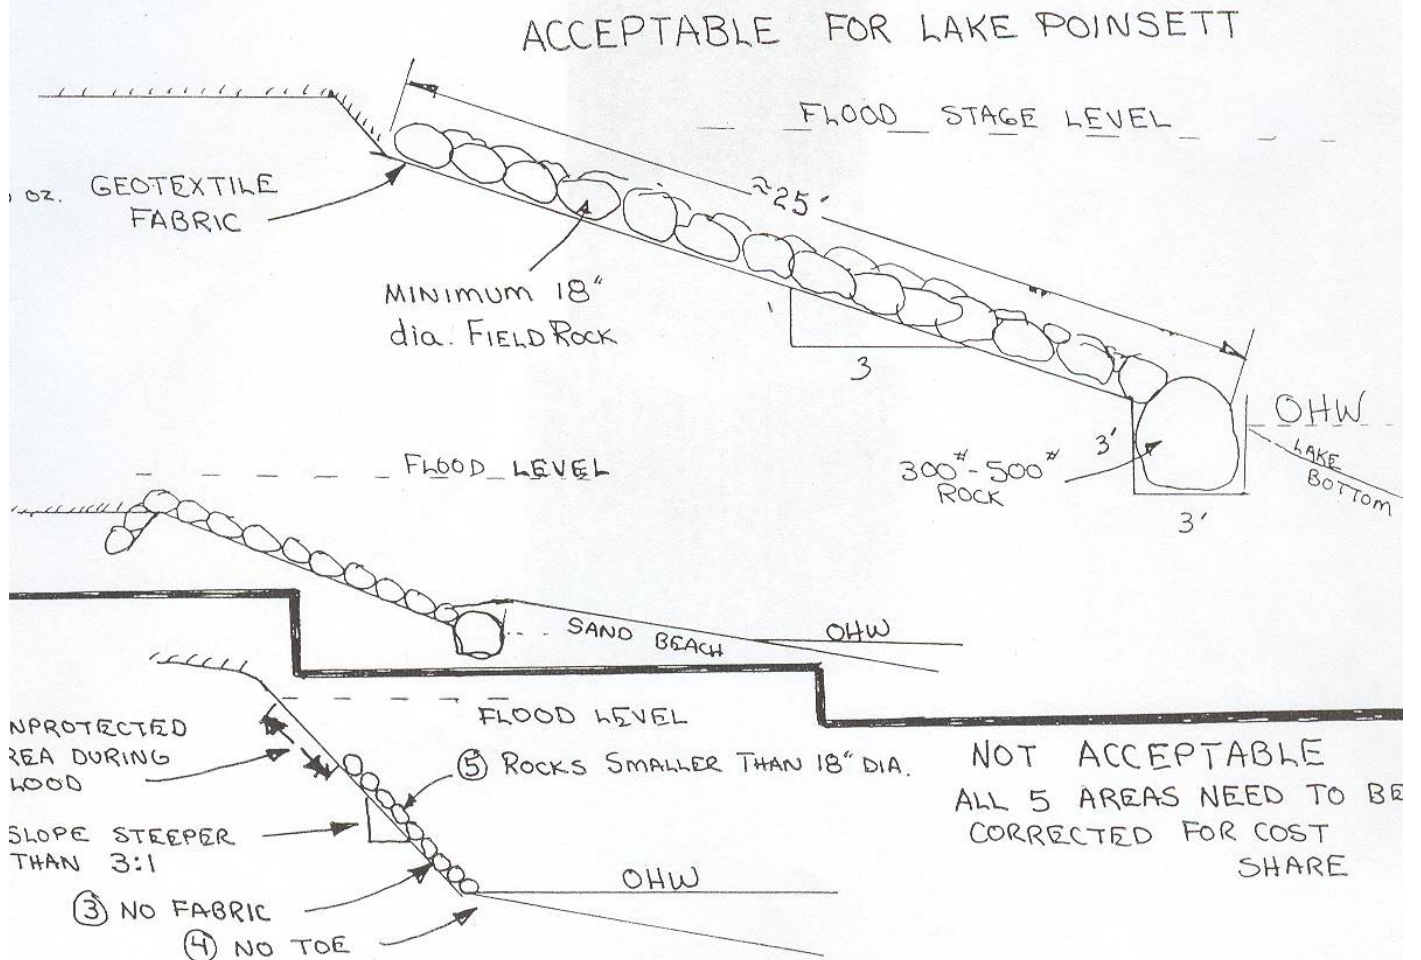 ACCEPTABLE FOR LAKE POINSETT
FLOOD STAGE LEVEL
oz. GEOTEXTILE
FABRIC
≈25'
MINIMUM 18"
dia. FIELD ROCK
1
3
OHW
LAKE
BOTTOM
3'
300#-500#
ROCK
3'
FLOOD LEVEL
SAND BEACH
OHW
FLOOD LEVEL
NPROTECTED
REA DURING
LOOD
⑤ ROCKS SMALLER THAN 18" DIA.
SLOPE STEEPER
THAN 3:1
③ NO FABRIC
④ NO TOE
OHW
NOT ACCEPTABLE
ALL 5 AREAS NEED TO BE
CORRECTED FOR COST
SHARE